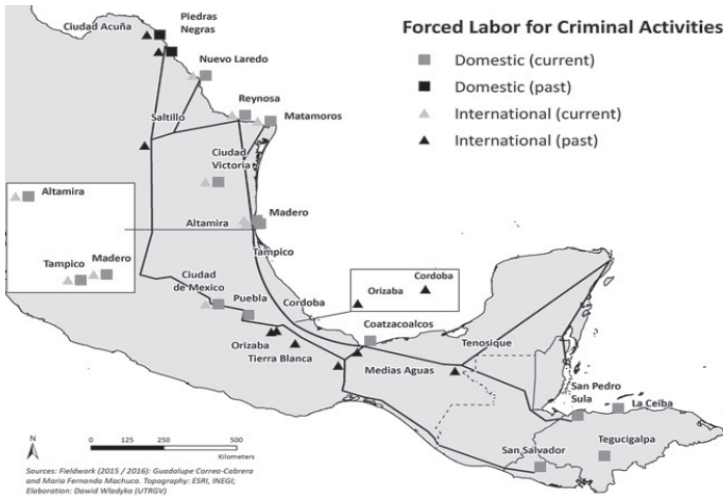 Forced Labor for Criminal Activities
Domestic (current)
Domestic (past)
International (current)
International (past)
Ciudad Acuña
Piedras
Negras
Nuevo Laredo
Reynosa
Matamoros
Saltillo
Ciudad
Victoria
Altamira
Madero
Tampico
Altamira
Tampico
Madero
Ciudad
de Mexico
Puebla
Cordoba
Orizaba
Cordoba
Coatzacoalcos
Orizaba
Tierra Blanca
Medias Aguas
Tenosique
San Pedro
Sula
La Ceiba
Tegucigalpa
San Salvador
N
0 125 250 500
Kilometers
Sources: Fieldwork (2015 / 2016): Guadalupe Correa-Cabrera
and Maria Fernanda Machuca. Topography: ESRI, INEGI;
Elaboration: Dawid Wladyka (UTRGV)